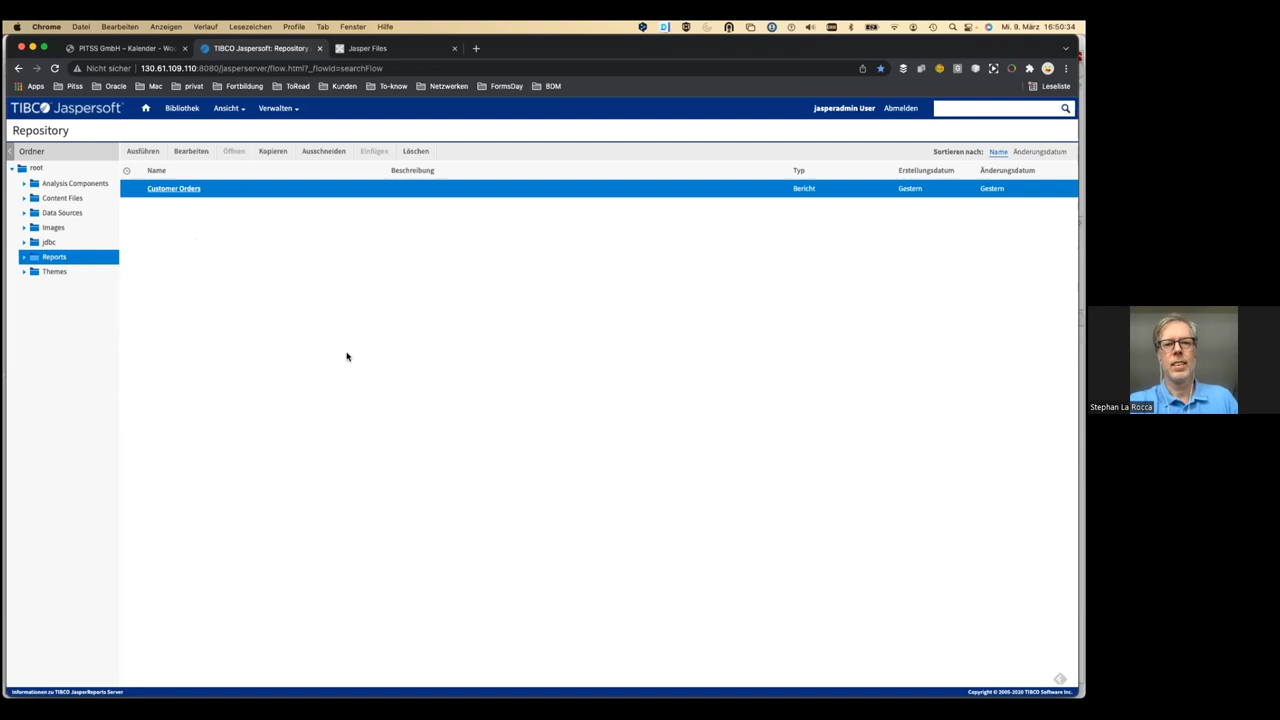 Chrome Datei Bearbeiten Anzeigen Verlauf Lesezeichen Profile Tab Fenster Hilfe Mi. 9. März 16:50:34
PITSS GmbH – Kalender - Wo TIBCO Jaspersoft: Repository Jasper Files
Nicht sicher 130.61.109.110:8080/jasperserver/flow.html?_flowId=searchFlow
Apps Pitss Oracle Mac privat Fortbildung ToRead Kunden To-know Netzwerken FormsDay BDM Leseliste
TIBCO Jaspersoft Bibliothek Ansicht Verwalten jasperadmin User Abmelden
Repository
Ordner Ausführen Bearbeiten Öffnen Kopieren Ausschneiden Einfügen Löschen Sortieren nach: Name Änderungsdatum
root Name Beschreibung Typ Erstellungsdatum Änderungsdatum
Analysis Components Customer Orders Bericht Gestern Gestern
Content Files
Data Sources
Images
jdbc
Reports
Themes
Stephan La Rocca
Informationen zu TIBCO JasperReports Server Copyright © 2005-2020 TIBCO Software Inc.